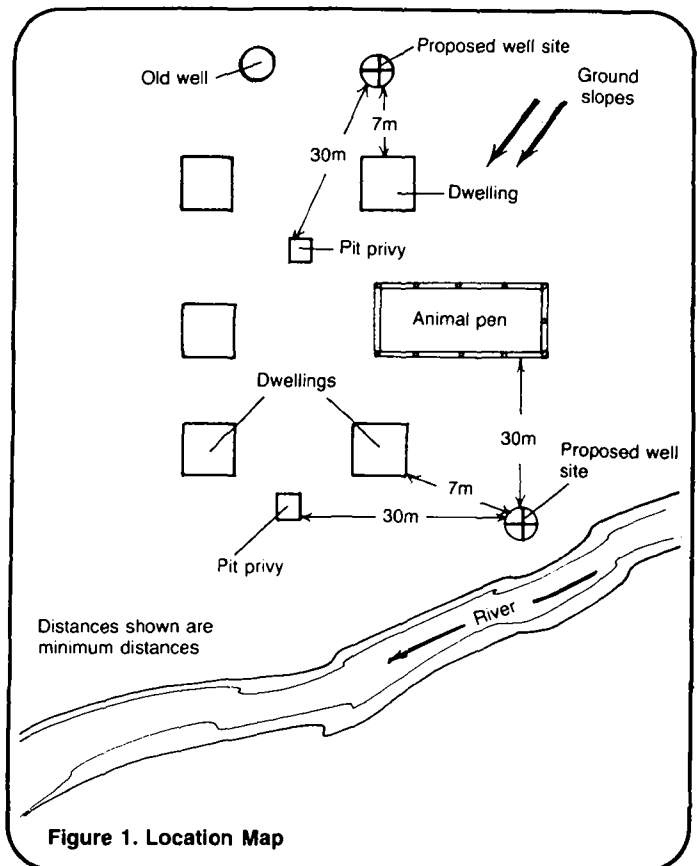 Proposed well site
Old well
Ground
slopes
7m
30m
Dwelling
Pit privy
Animal pen
Dwellings
30m
Proposed well
site
7m
30m
Pit privy
River
Distances shown are
minimum distances
Figure 1. Location Map